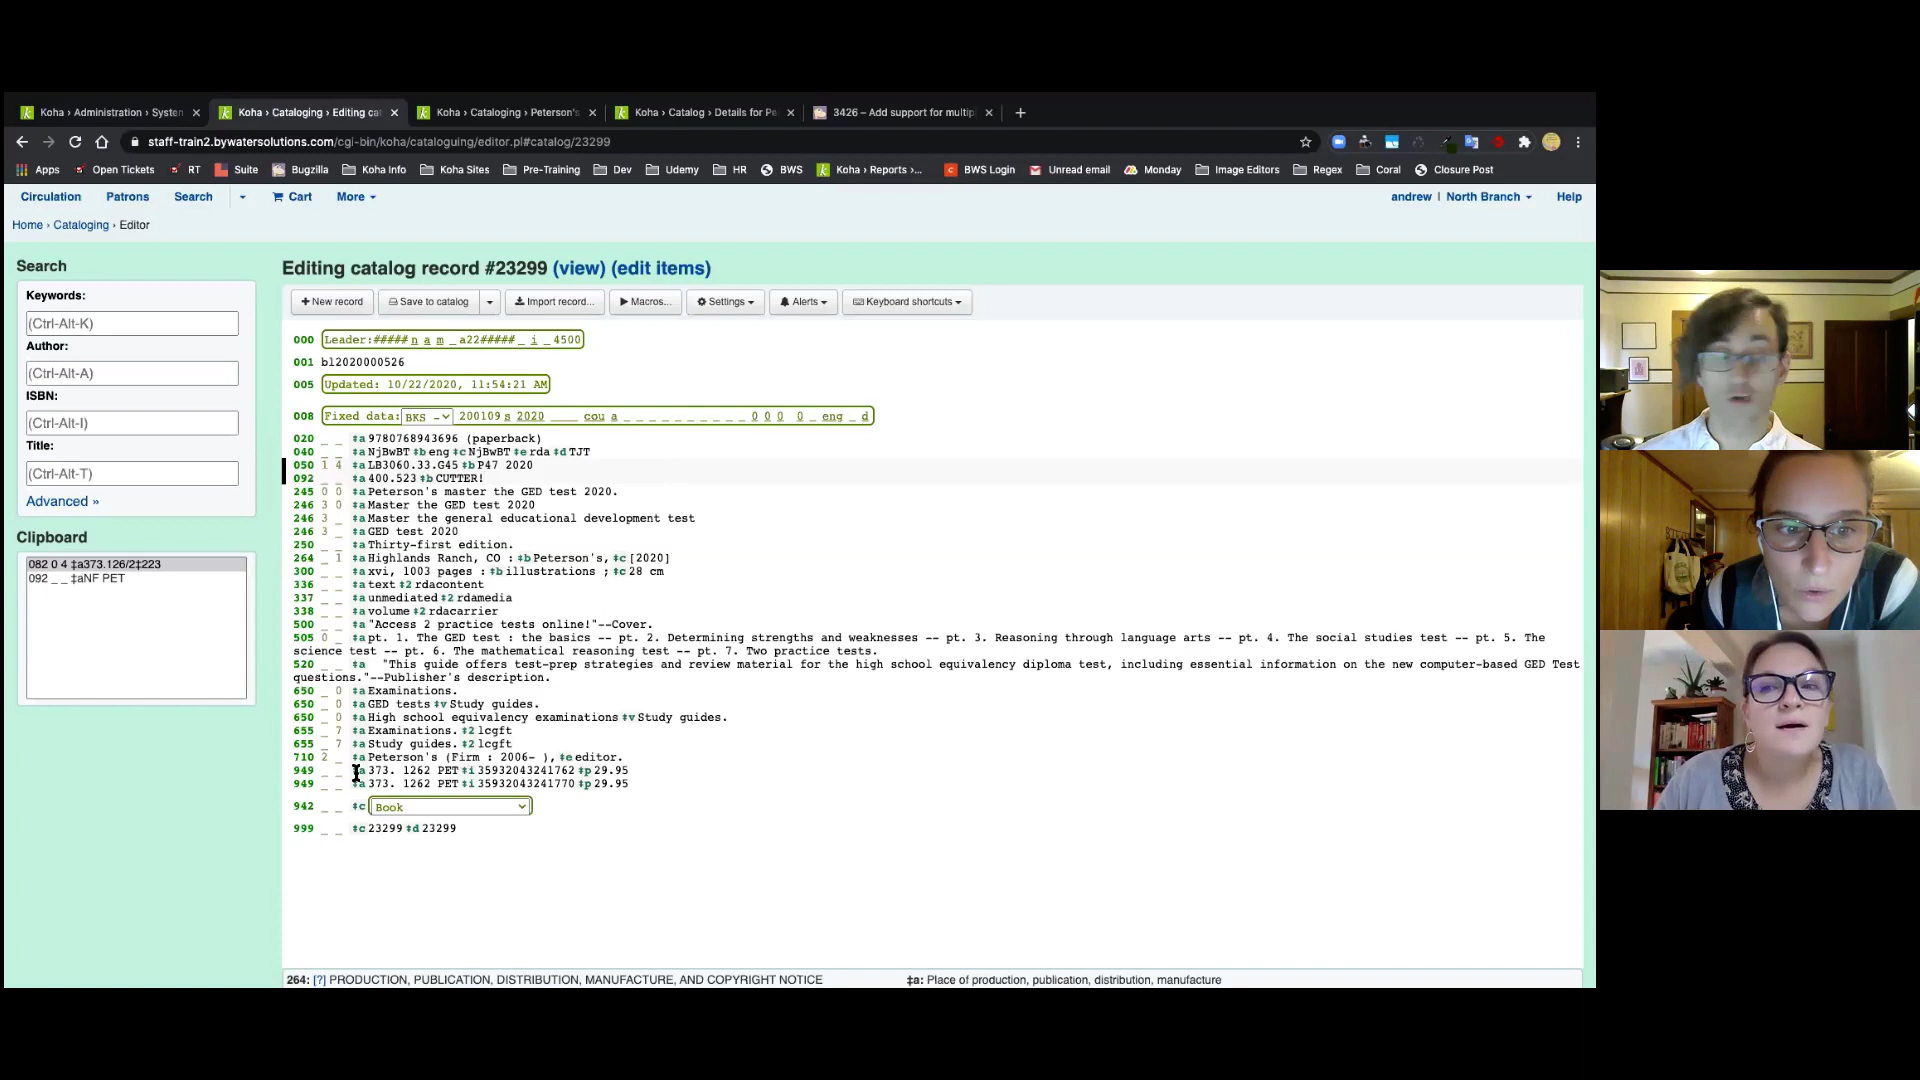 Koha › Administration › System
Koha › Cataloging › Editing cat
Koha › Cataloging › Peterson's
Koha › Catalog › Details for Pe
3426 – Add support for multip
staff-train2.bywatersolutions.com/cgi-bin/koha/cataloguing/editor.pl#catalog/23299
Apps Open Tickets RT Suite Bugzilla Koha Info Koha Sites Pre-Training Dev Udemy HR BWS Koha › Reports ›... BWS Login Unread email Monday Image Editors Regex Coral Closure Post
Circulation Patrons Search Cart More andrew | North Branch Help
Home › Cataloging › Editor
Search
Keywords:
(Ctrl-Alt-K)
Author:
(Ctrl-Alt-A)
ISBN:
(Ctrl-Alt-I)
Title:
(Ctrl-Alt-T)
Advanced »
Clipboard
082 0 4 ‡a373.126/2‡223
092 _ _ ‡aNF PET
Editing catalog record #23299 (view) (edit items)
+ New record Save to catalog Import record... Macros... Settings Alerts Keyboard shortcuts
000 Leader:##### n a m _ a22##### _ i _ 4500
001 bl2020000526
005 Updated: 10/22/2020, 11:54:21 AM
008 Fixed data: BKS - 200109 s 2020 ____ cou a _ _ _ _ _ _ _ _ _ _ 0 0 0 _ 0 _ eng _ d
020 _ _ ‡a 9780768943696 (paperback)
040 _ _ ‡a NjBwBT ‡b eng ‡c NjBwBT ‡e rda ‡d TJT
050 1 4 ‡a LB3060.33.G45 ‡b P47 2020
092 _ _ ‡a 400.523 ‡b CUTTER!
245 0 0 ‡a Peterson's master the GED test 2020.
246 3 0 ‡a Master the GED test 2020
246 3 _ ‡a Master the general educational development test
246 3 _ ‡a GED test 2020
250 _ _ ‡a Thirty-first edition.
264 _ 1 ‡a Highlands Ranch, CO : ‡b Peterson's, ‡c [2020]
300 _ _ ‡a xvi, 1003 pages : ‡b illustrations ; ‡c 28 cm
336 _ _ ‡a text ‡2 rdacontent
337 _ _ ‡a unmediated ‡2 rdamedia
338 _ _ ‡a volume ‡2 rdacarrier
500 _ _ ‡a "Access 2 practice tests online!"--Cover.
505 0 _ ‡a pt. 1. The GED test : the basics -- pt. 2. Determining strengths and weaknesses -- pt. 3. Reasoning through language arts -- pt. 4. The social studies test -- pt. 5. The
science test -- pt. 6. The mathematical reasoning test -- pt. 7. Two practice tests.
520 _ _ ‡a "This guide offers test-prep strategies and review material for the high school equivalency diploma test, including essential information on the new computer-based GED Test
questions."--Publisher's description.
650 _ 0 ‡a Examinations.
650 _ 0 ‡a GED tests ‡v Study guides.
650 _ 0 ‡a High school equivalency examinations ‡v Study guides.
655 _ 7 ‡a Examinations. ‡2 lcgft
655 _ 7 ‡a Study guides. ‡2 lcgft
710 2 _ ‡a Peterson's (Firm : 2006- ), ‡e editor.
949 _ _ ‡a 373. 1262 PET ‡i 35932043241762 ‡p 29.95
949 _ _ ‡a 373. 1262 PET ‡i 35932043241770 ‡p 29.95
942 _ _ ‡c Book
999 _ _ ‡c 23299 ‡d 23299
264: [?] PRODUCTION, PUBLICATION, DISTRIBUTION, MANUFACTURE, AND COPYRIGHT NOTICE ‡a: Place of production, publication, distribution, manufacture